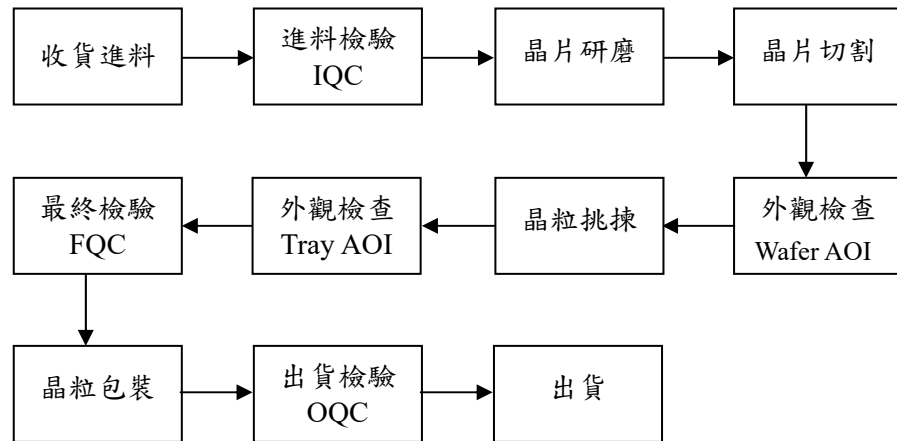 收貨進料
進料檢驗
IQC
晶片研磨
晶片切割
外觀檢查
Wafer AOI
晶粒挑揀
外觀檢查
Tray AOI
最終檢驗
FQC
晶粒包裝
出貨檢驗
OQC
出貨